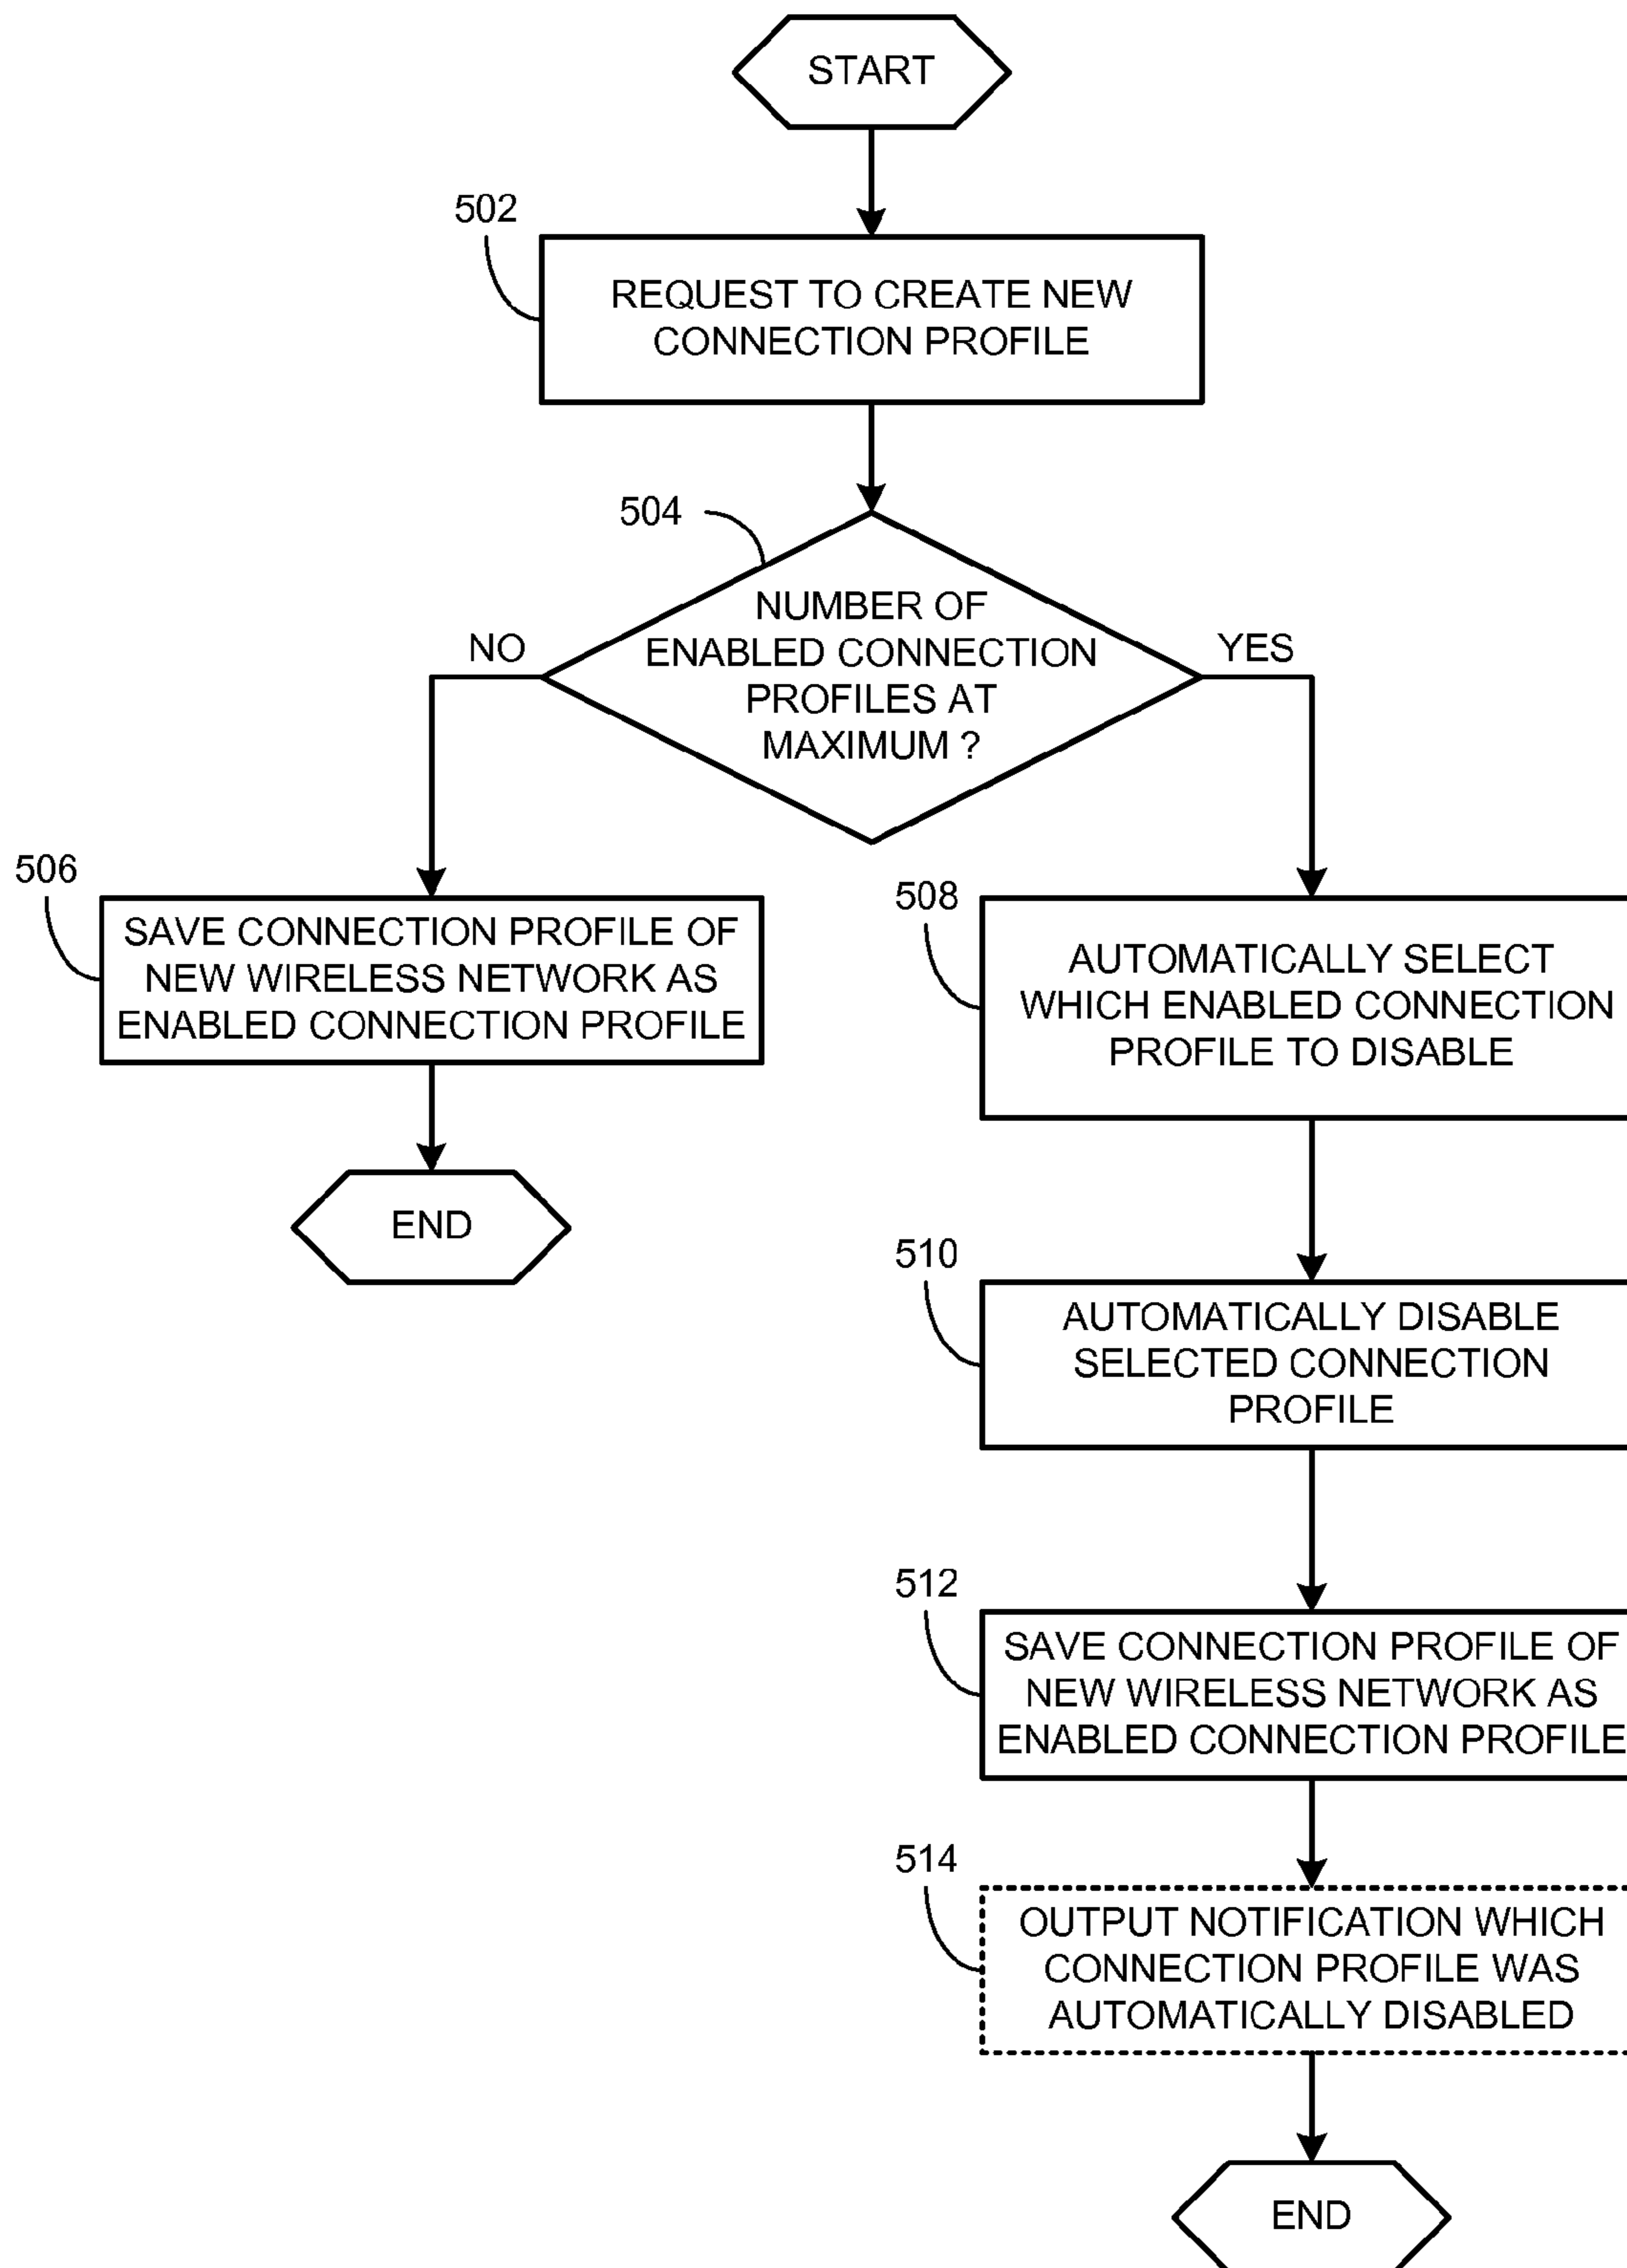 START
502
REQUEST TO CREATE NEW
CONNECTION PROFILE
504
NUMBER OF
ENABLED CONNECTION
PROFILES AT
MAXIMUM ?
NO
YES
506
SAVE CONNECTION PROFILE OF
NEW WIRELESS NETWORK AS
ENABLED CONNECTION PROFILE
END
508
AUTOMATICALLY SELECT
WHICH ENABLED CONNECTION
PROFILE TO DISABLE
510
AUTOMATICALLY DISABLE
SELECTED CONNECTION
PROFILE
512
SAVE CONNECTION PROFILE OF
NEW WIRELESS NETWORK AS
ENABLED CONNECTION PROFILE
514
OUTPUT NOTIFICATION WHICH
CONNECTION PROFILE WAS
AUTOMATICALLY DISABLED
END